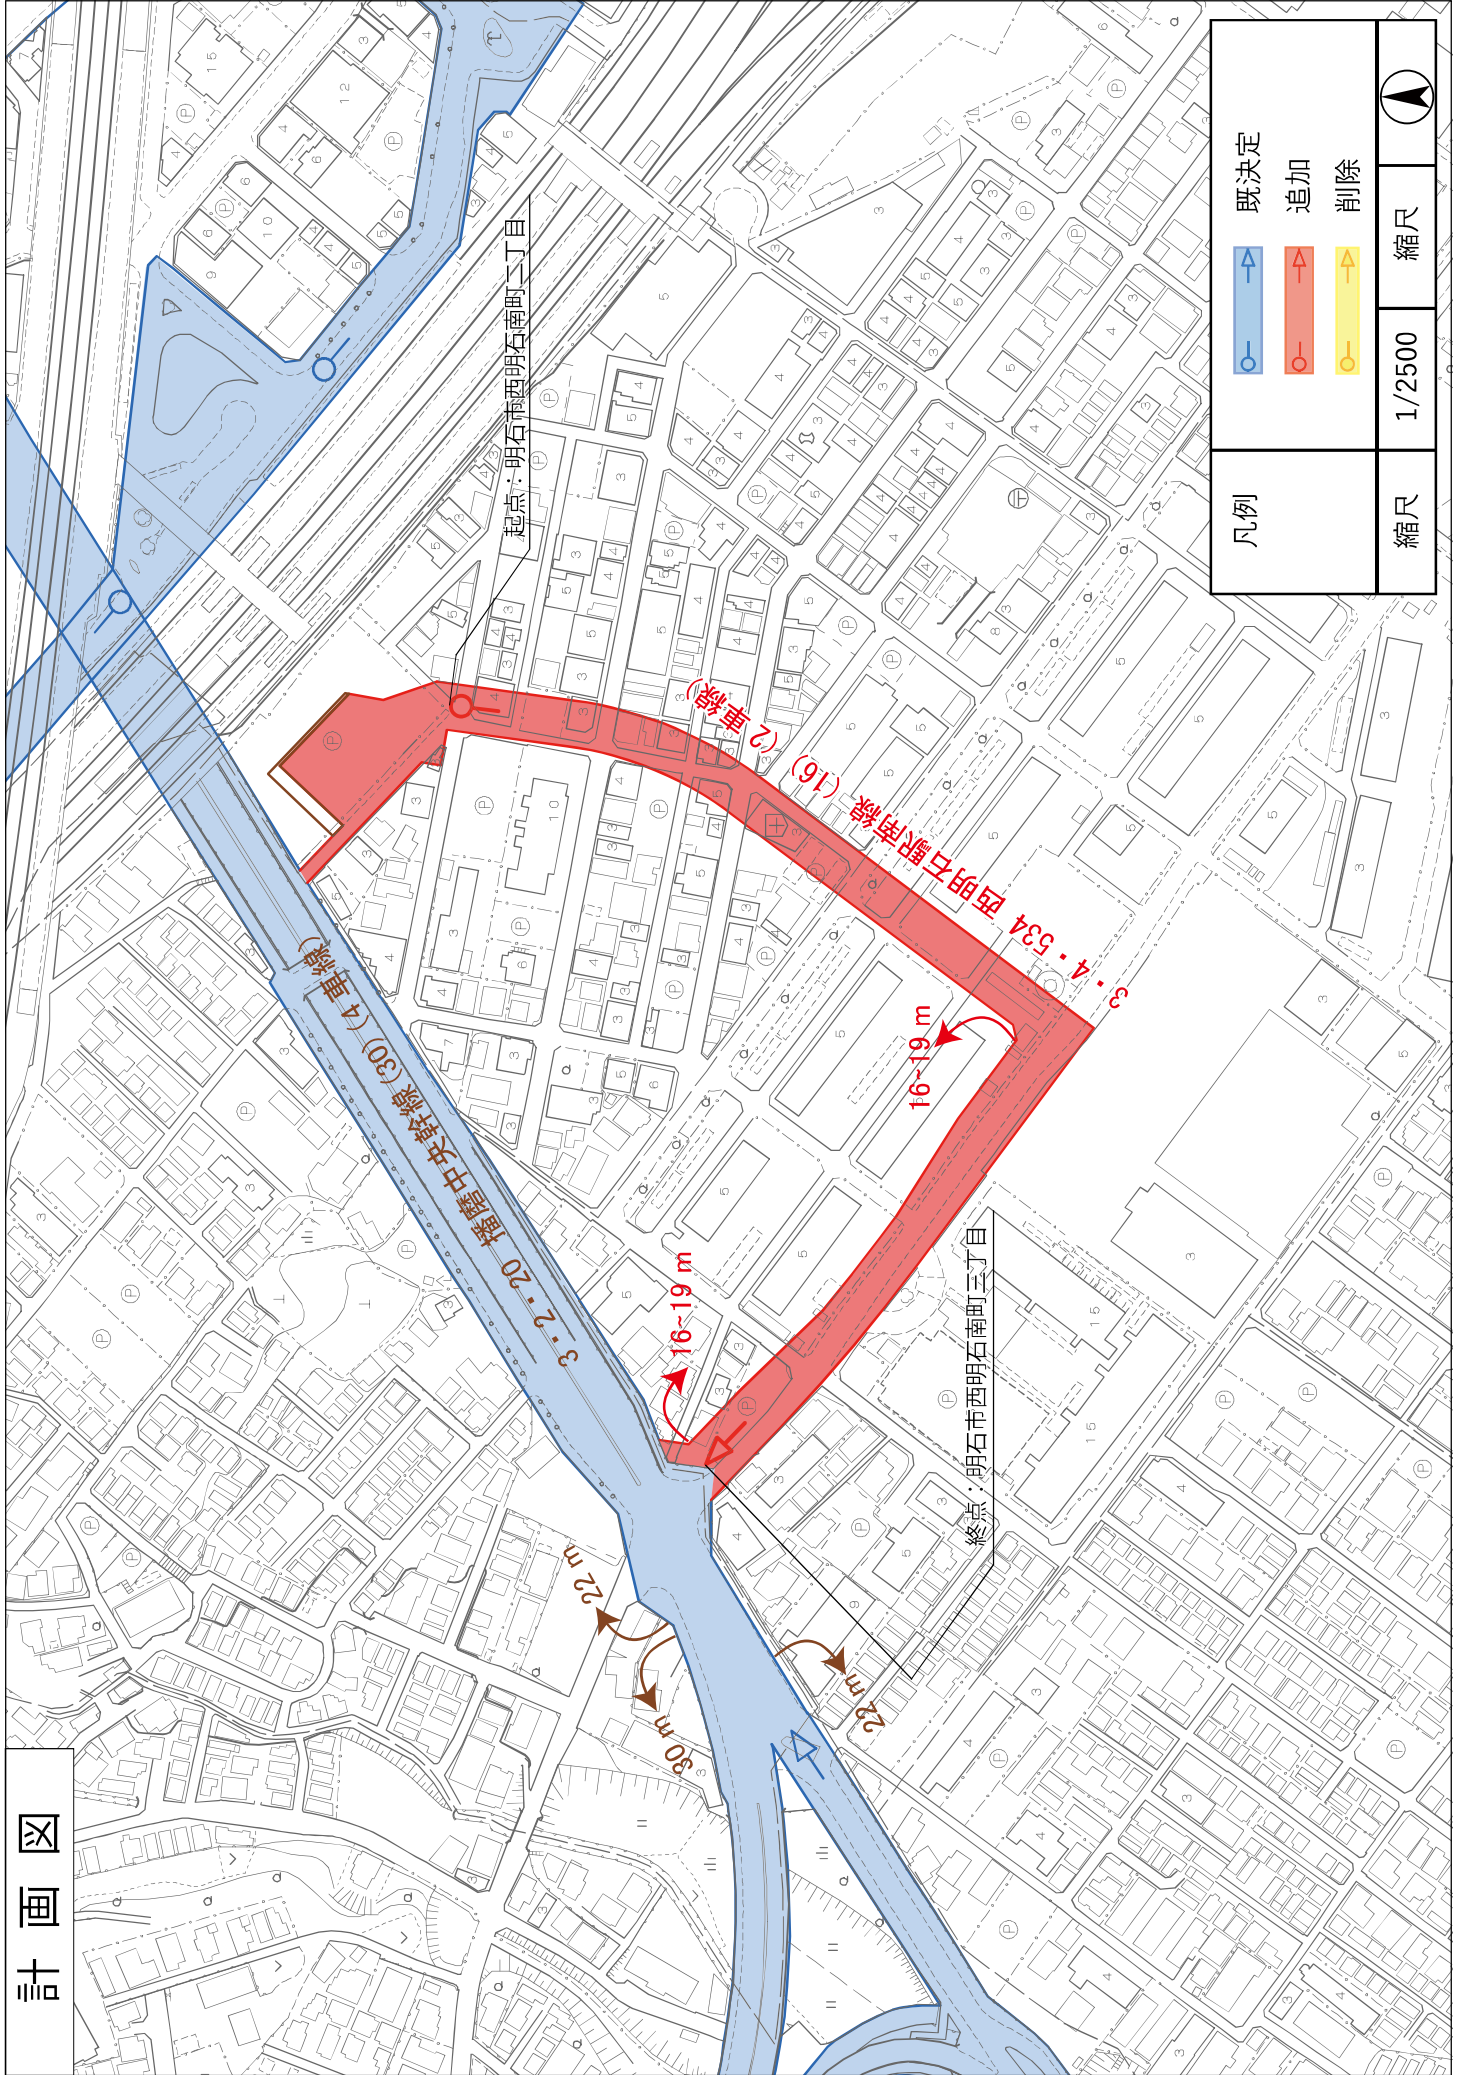 計画図
3・2・20 播磨中央幹線(30)(4車線)
3・4・534 西明石駅南線(16)(2車線)
起点：明石市西明石南町二丁目
終点：明石市西明石南町三丁目
16~19 m
16~19 m
22 m
30 m
22 m
凡例
既決定
追加
削除
縮尺
1/2500
縮尺